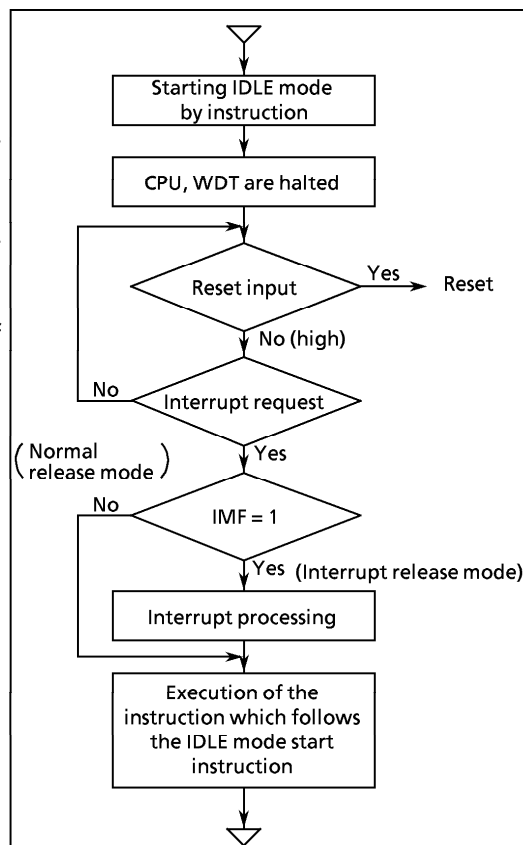 Starting IDLE mode
by instruction
CPU, WDT are halted
Reset input
Yes
Reset
No (high)
No
Interrupt request
(Normal
release mode)
Yes
No
IMF = 1
Yes
(Interrupt release mode)
Interrupt processing
Execution of the
instruction which follows
the IDLE mode start
instruction